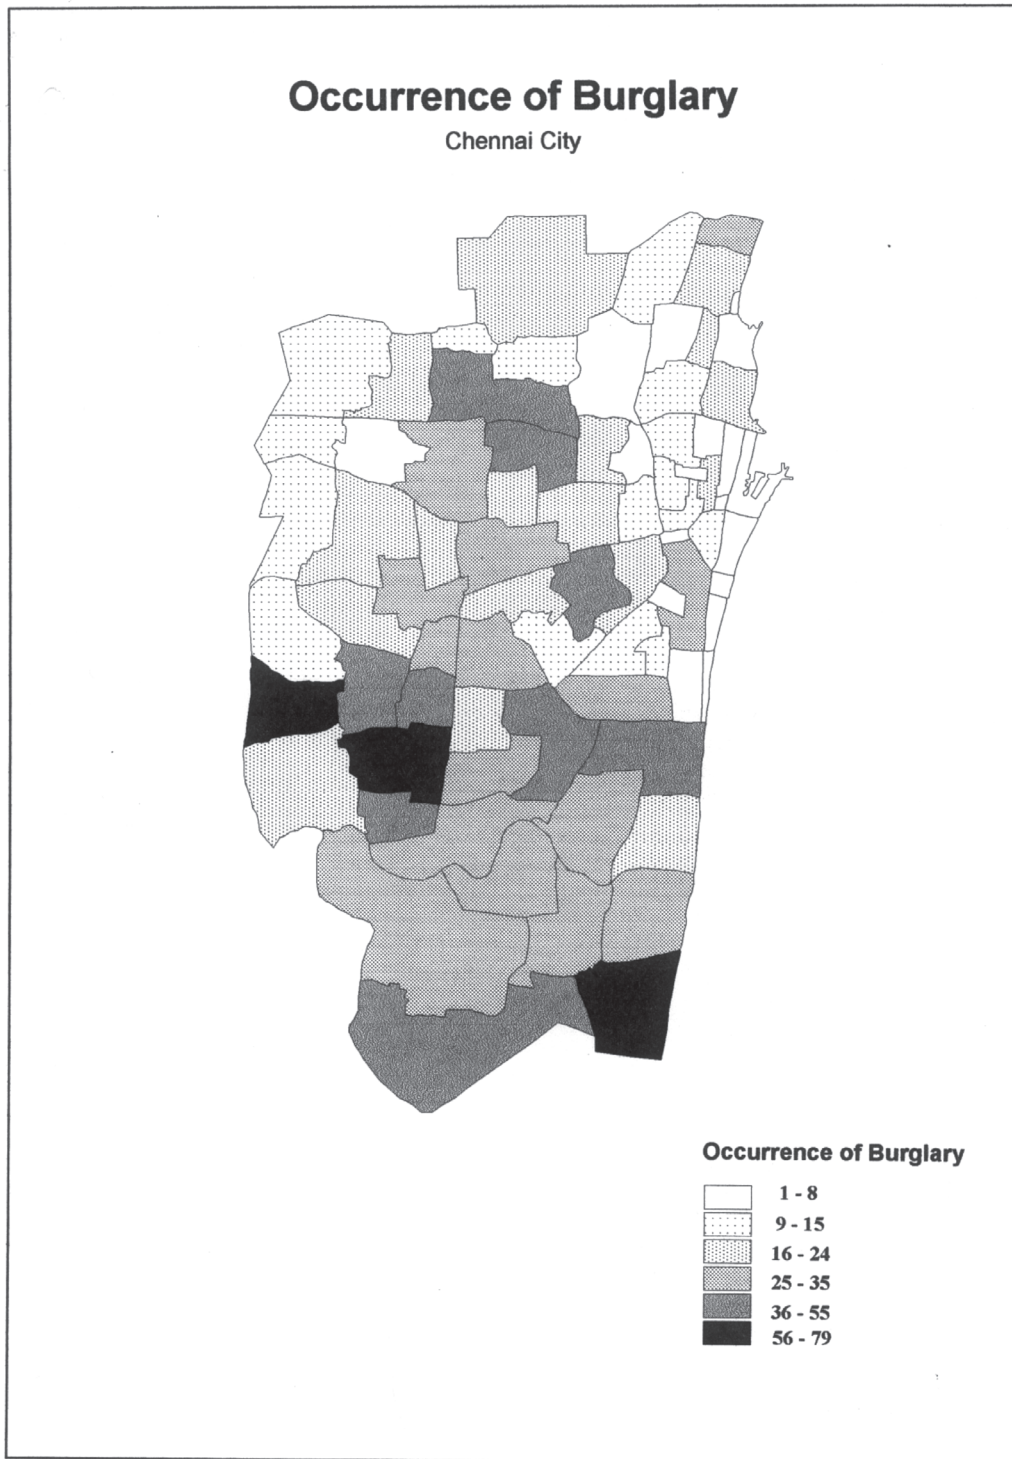 Occurrence of Burglary
Chennai City
Occurrence of Burglary
1 - 8
9 - 15
16 - 24
25 - 35
36 - 55
56 - 79